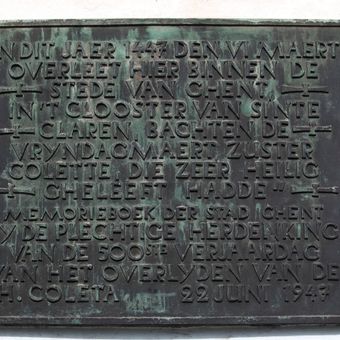 N DIT JAER 1447 DEN VI MAERT
OVERLEET HIER BINNEN DE
STEDE VAN GHENT
IN 'T CLOOSTER VAN SINTE
CLAREN, BACHTEN DE
VRYNDAGMAERT ZUSTER
COLETTE DIE ZEER HEILIG
GHELËEFT HADDE"
MEMORIEBOEK DER STAD GHENT
Y DE PLECHTIGE HERDENKING
VAN DE 500STE VERJAARDAG
VAN HET OVERLYDEN VAN DE
H. COLETA 22 JUNI 1947